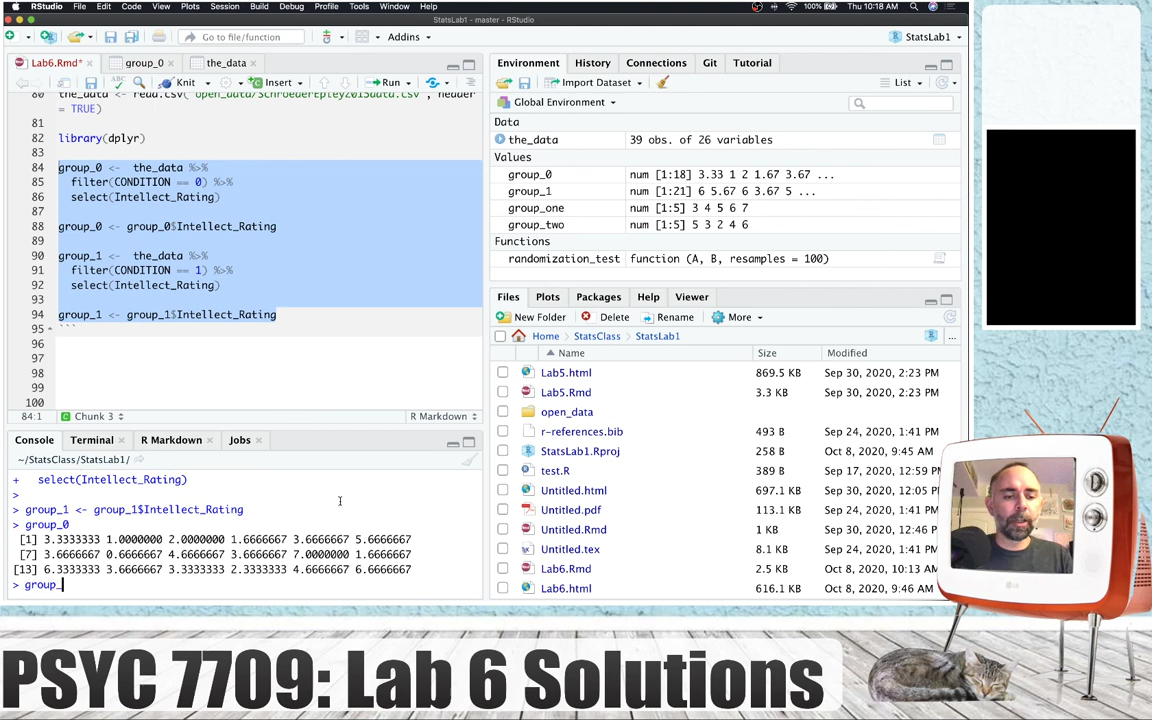 RStudio File Edit Code View Plots Session Build Debug Profile Tools Window Help 100% Thu 10:18 AM
StatsLab1 - master - RStudio
Go to file/function Addins StatsLab1
Lab6.Rmd* group_0 the_data
Knit Insert Run
80 the_data <- read.csv("open_data/SchroederEpley2015data.csv", header
= TRUE)
81
82 library(dplyr)
83
84 group_0 <- the_data %>%
85 filter(CONDITION == 0) %>%
86 select(Intellect_Rating)
87
88 group_0 <- group_0$Intellect_Rating
89
90 group_1 <- the_data %>%
91 filter(CONDITION == 1) %>%
92 select(Intellect_Rating)
93
94 group_1 <- group_1$Intellect_Rating
95 ```
96
97
98
99
100
84:1 Chunk 3 R Markdown
Console Terminal R Markdown Jobs
~/StatsClass/StatsLab1/
+ select(Intellect_Rating)
>
> group_1 <- group_1$Intellect_Rating
> group_0
[1] 3.3333333 1.0000000 2.0000000 1.6666667 3.6666667 5.6666667
[7] 3.6666667 0.6666667 4.6666667 3.6666667 7.0000000 1.6666667
[13] 6.3333333 3.6666667 3.3333333 2.3333333 4.6666667 6.6666667
> group_
Environment History Connections Git Tutorial
Import Dataset List
Global Environment
Data
the_data 39 obs. of 26 variables
Values
group_0 num [1:18] 3.33 1 2 1.67 3.67 ...
group_1 num [1:21] 6 5.67 6 3.67 5 ...
group_one num [1:5] 3 4 5 6 7
group_two num [1:5] 5 3 2 4 6
Functions
randomization_test function (A, B, resamples = 100)
Files Plots Packages Help Viewer
New Folder Delete Rename More
Home StatsClass StatsLab1 ...
Name Size Modified
Lab5.html 869.5 KB Sep 30, 2020, 2:23 PM
Lab5.Rmd 3.3 KB Sep 30, 2020, 2:23 PM
open_data
r-references.bib 493 B Sep 24, 2020, 1:41 PM
StatsLab1.Rproj 258 B Oct 8, 2020, 9:45 AM
test.R 389 B Sep 17, 2020, 12:59 PM
Untitled.html 697.1 KB Sep 30, 2020, 12:05 PM
Untitled.pdf 113.1 KB Sep 24, 2020, 1:41 PM
Untitled.Rmd 1 KB Sep 30, 2020, 12:46 PM
Untitled.tex 8.1 KB Sep 24, 2020, 1:41 PM
Lab6.Rmd 2.5 KB Oct 8, 2020, 10:13 AM
Lab6.html 616.1 KB Oct 8, 2020, 9:46 AM
LG
PSYC 7709: Lab 6 Solutions